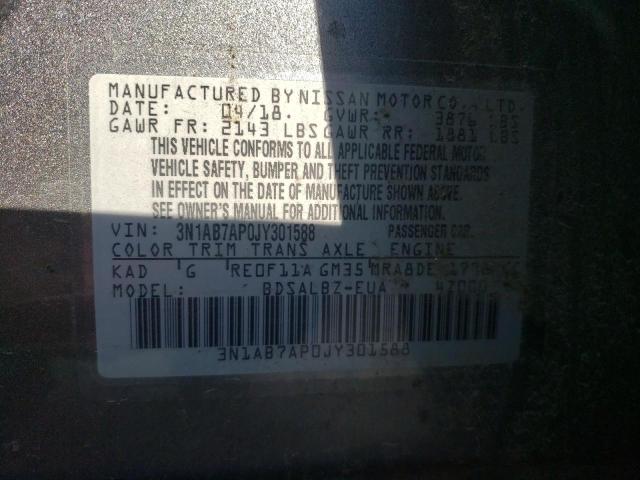 MANUFACTURED BY NISSAN MOTOR CO., LTD.
DATE: 04/18. GVWR: 3876 LBS
GAWR FR: 2143 LBS GAWR RR: 1881 LBS
THIS VEHICLE CONFORMS TO ALL APPLICABLE FEDERAL MOTOR
VEHICLE SAFETY, BUMPER AND THEFT PREVENTION STANDARDS
IN EFFECT ON THE DATE OF MANUFACTURE SHOWN ABOVE.
SEE OWNER'S MANUAL FOR ADDITIONAL INFORMATION.
VIN: 3N1AB7AP0JY301588 PASSENGER CAR
COLOR TRIM TRANS AXLE ENGINE
KAD G RE0F11A GM35 MRA8DE
MODEL: BDSALBZ-EUA
3N1AB7AP0JY301588